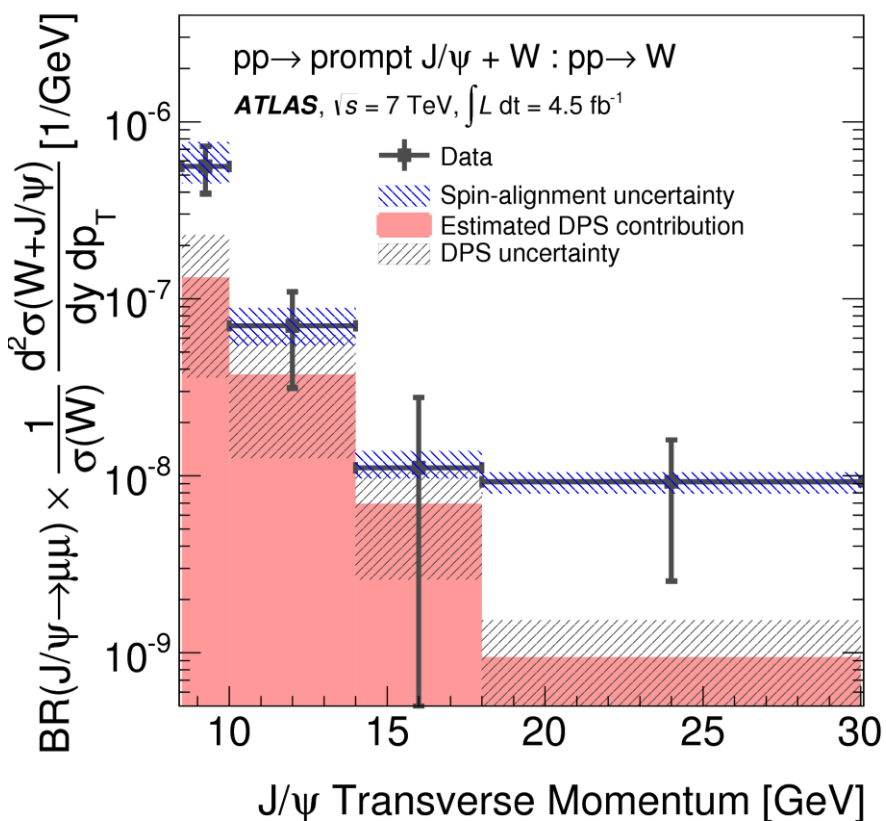 pp→ prompt J/ψ + W : pp→ W
ATLAS, √s = 7 TeV, ∫L dt = 4.5 fb⁻¹
Data
Spin-alignment uncertainty
Estimated DPS contribution
DPS uncertainty
BR(J/ψ→μμ) × 1/σ(W) d²σ(W+J/ψ)/dy dp_T [1/GeV]
10⁻⁶
10⁻⁷
10⁻⁸
10⁻⁹
10 15 20 25 30
J/ψ Transverse Momentum [GeV]